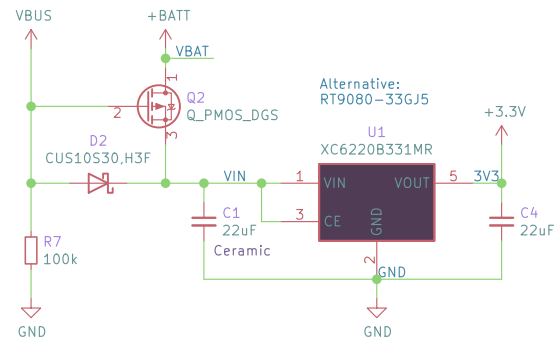 VBUS
+BATT
VBAT
1
Q2
Q_PMOS_DGS
2
3
Alternative:
RT9080-33GJ5
+3.3V
U1
XC6220B331MR
D2
CUS10S30,H3F
VIN
1
VIN
VOUT
5
3V3
3
CE
GND
2
C1
22uF
Ceramic
C4
22uF
R7
100k
GND
GND
GND